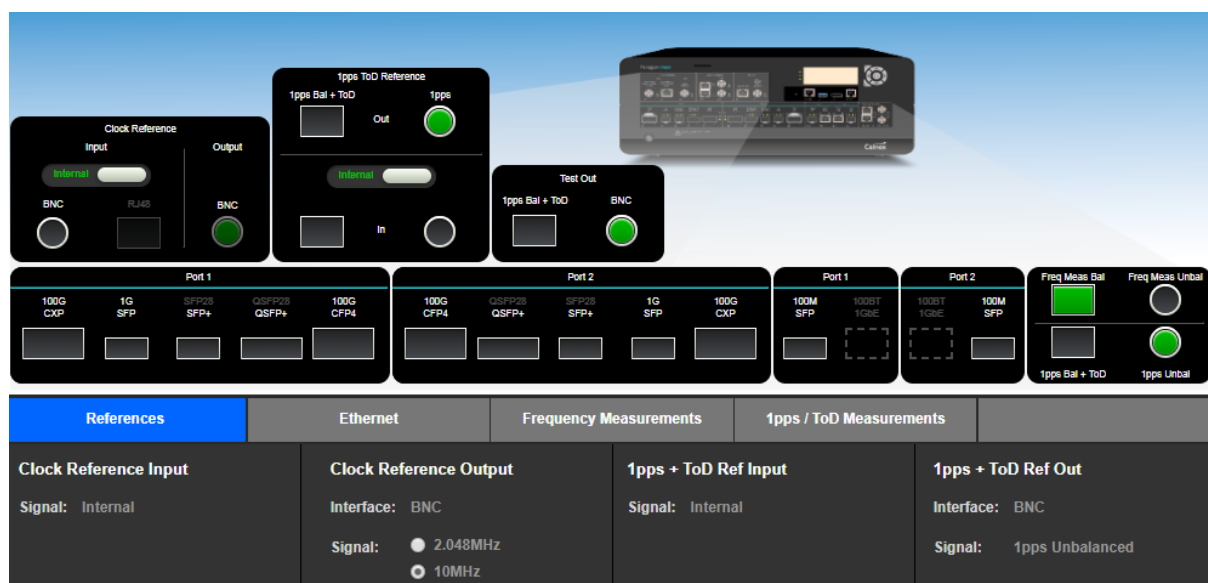 1pps ToD Reference
1pps Bal + ToD 1pps
Out
Internal
In
Clock Reference
Input Output
Internal
BNC RJ48 BNC
Test Out
1pps Bal + ToD BNC
Calnex
Port 1
100G CXP
1G SFP
SFP28 SFP+
QSFP28 QSFP+
100G CFP4
Port 2
100G CFP4
QSFP28 QSFP+
SFP28 SFP+
1G SFP
100G CXP
Port 1
100M SFP
100BT 1GbE
Port 2
100BT 1GbE
100M SFP
Freq Meas Bal Freq Meas Unbal
1pps Bal + ToD 1pps Unbal
References Ethernet Frequency Measurements 1pps / ToD Measurements
Clock Reference Input
Signal: Internal
Clock Reference Output
Interface: BNC
Signal: 2.048MHz
10MHz
1pps + ToD Ref Input
Signal: Internal
1pps + ToD Ref Out
Interface: BNC
Signal: 1pps Unbalanced